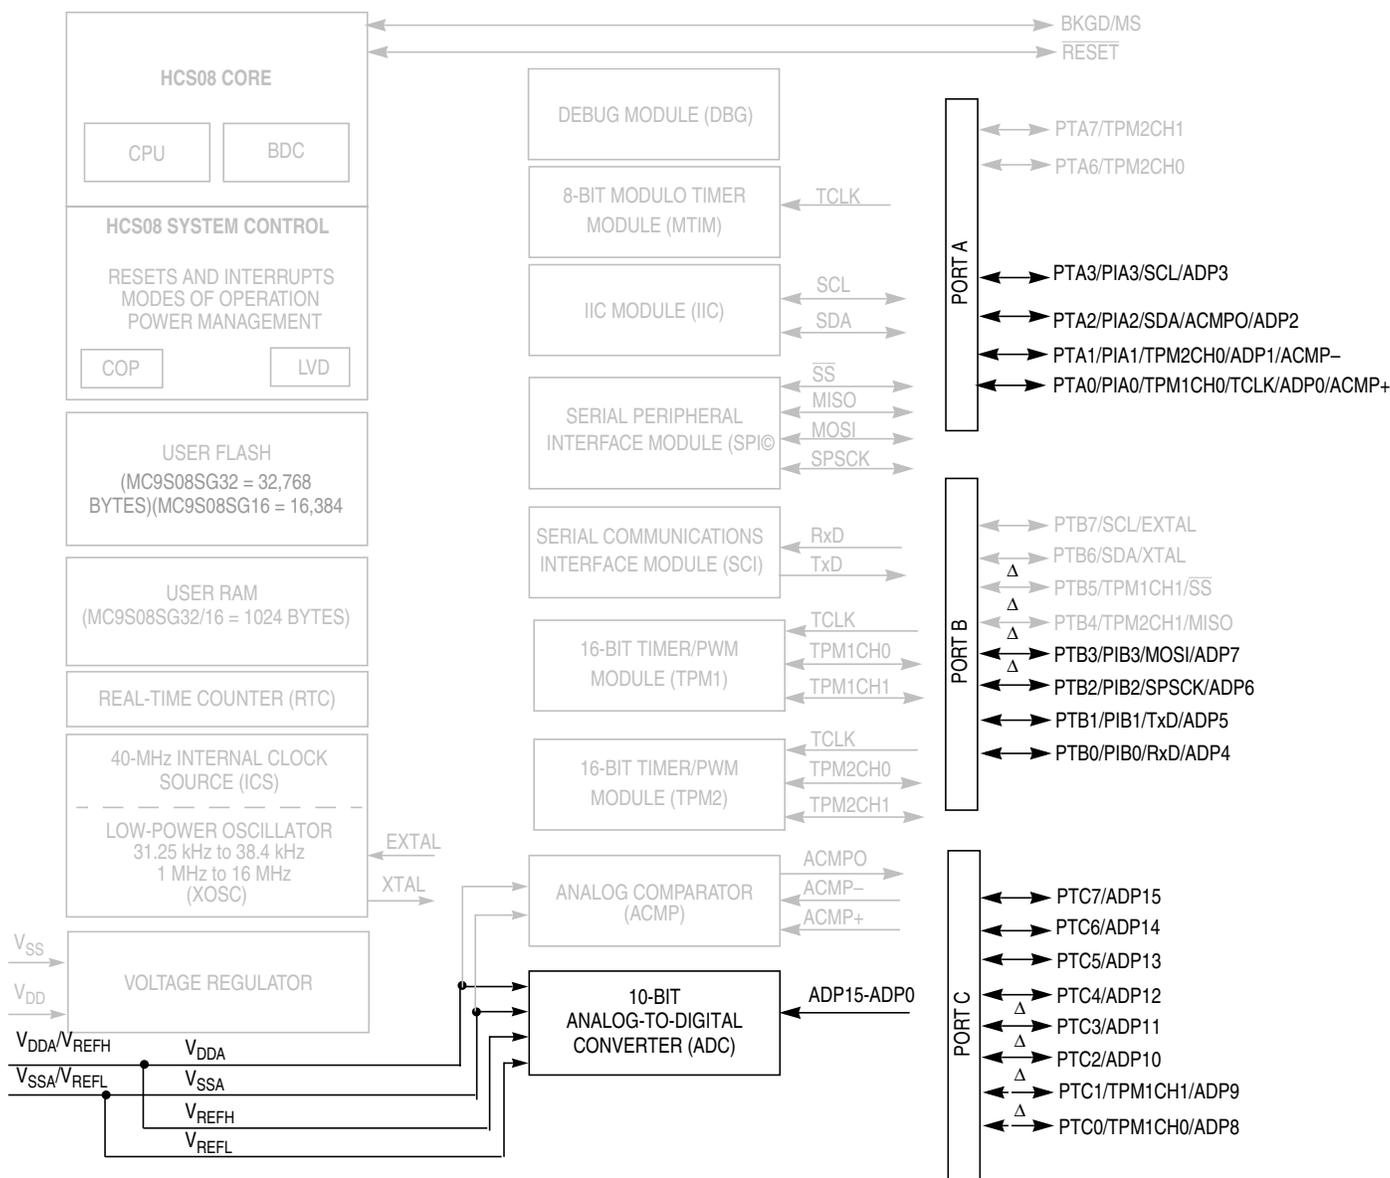 BKGD/MS
RESET
HCS08 CORE
CPU
BDC
HCS08 SYSTEM CONTROL
RESETS AND INTERRUPTS
MODES OF OPERATION
POWER MANAGEMENT
COP
LVD
USER FLASH
(MC9S08SG32 = 32,768
BYTES)(MC9S08SG16 = 16,384
USER RAM
(MC9S08SG32/16 = 1024 BYTES)
REAL-TIME COUNTER (RTC)
40-MHz INTERNAL CLOCK
SOURCE (ICS)
LOW-POWER OSCILLATOR
31.25 kHz to 38.4 kHz
1 MHz to 16 MHz
(XOSC)
EXTAL
XTAL
VSS
VDD
VOLTAGE REGULATOR
VDDA/VREFH
VDDA
VSSA/VREFL
VSSA
VREFH
VREFL
DEBUG MODULE (DBG)
8-BIT MODULO TIMER
MODULE (MTIM)
TCLK
IIC MODULE (IIC)
SCL
SDA
SERIAL PERIPHERAL
INTERFACE MODULE (SPI©
SS
MISO
MOSI
SPSCK
SERIAL COMMUNICATIONS
INTERFACE MODULE (SCI)
RxD
TxD
16-BIT TIMER/PWM
MODULE (TPM1)
TCLK
TPM1CH0
TPM1CH1
16-BIT TIMER/PWM
MODULE (TPM2)
TCLK
TPM2CH0
TPM2CH1
ANALOG COMPARATOR
(ACMP)
ACMPO
ACMP–
ACMP+
10-BIT
ANALOG-TO-DIGITAL
CONVERTER (ADC)
ADP15-ADP0
PORT A
PTA7/TPM2CH1
PTA6/TPM2CH0
PTA3/PIA3/SCL/ADP3
PTA2/PIA2/SDA/ACMPO/ADP2
PTA1/PIA1/TPM2CH0/ADP1/ACMP–
PTA0/PIA0/TPM1CH0/TCLK/ADP0/ACMP+
PORT B
PTB7/SCL/EXTAL
PTB6/SDA/XTAL
Δ
PTB5/TPM1CH1/SS
Δ
PTB4/TPM2CH1/MISO
Δ
PTB3/PIB3/MOSI/ADP7
Δ
PTB2/PIB2/SPSCK/ADP6
PTB1/PIB1/TxD/ADP5
PTB0/PIB0/RxD/ADP4
PORT C
PTC7/ADP15
PTC6/ADP14
PTC5/ADP13
PTC4/ADP12
Δ
PTC3/ADP11
Δ
PTC2/ADP10
Δ
PTC1/TPM1CH1/ADP9
Δ
PTC0/TPM1CH0/ADP8